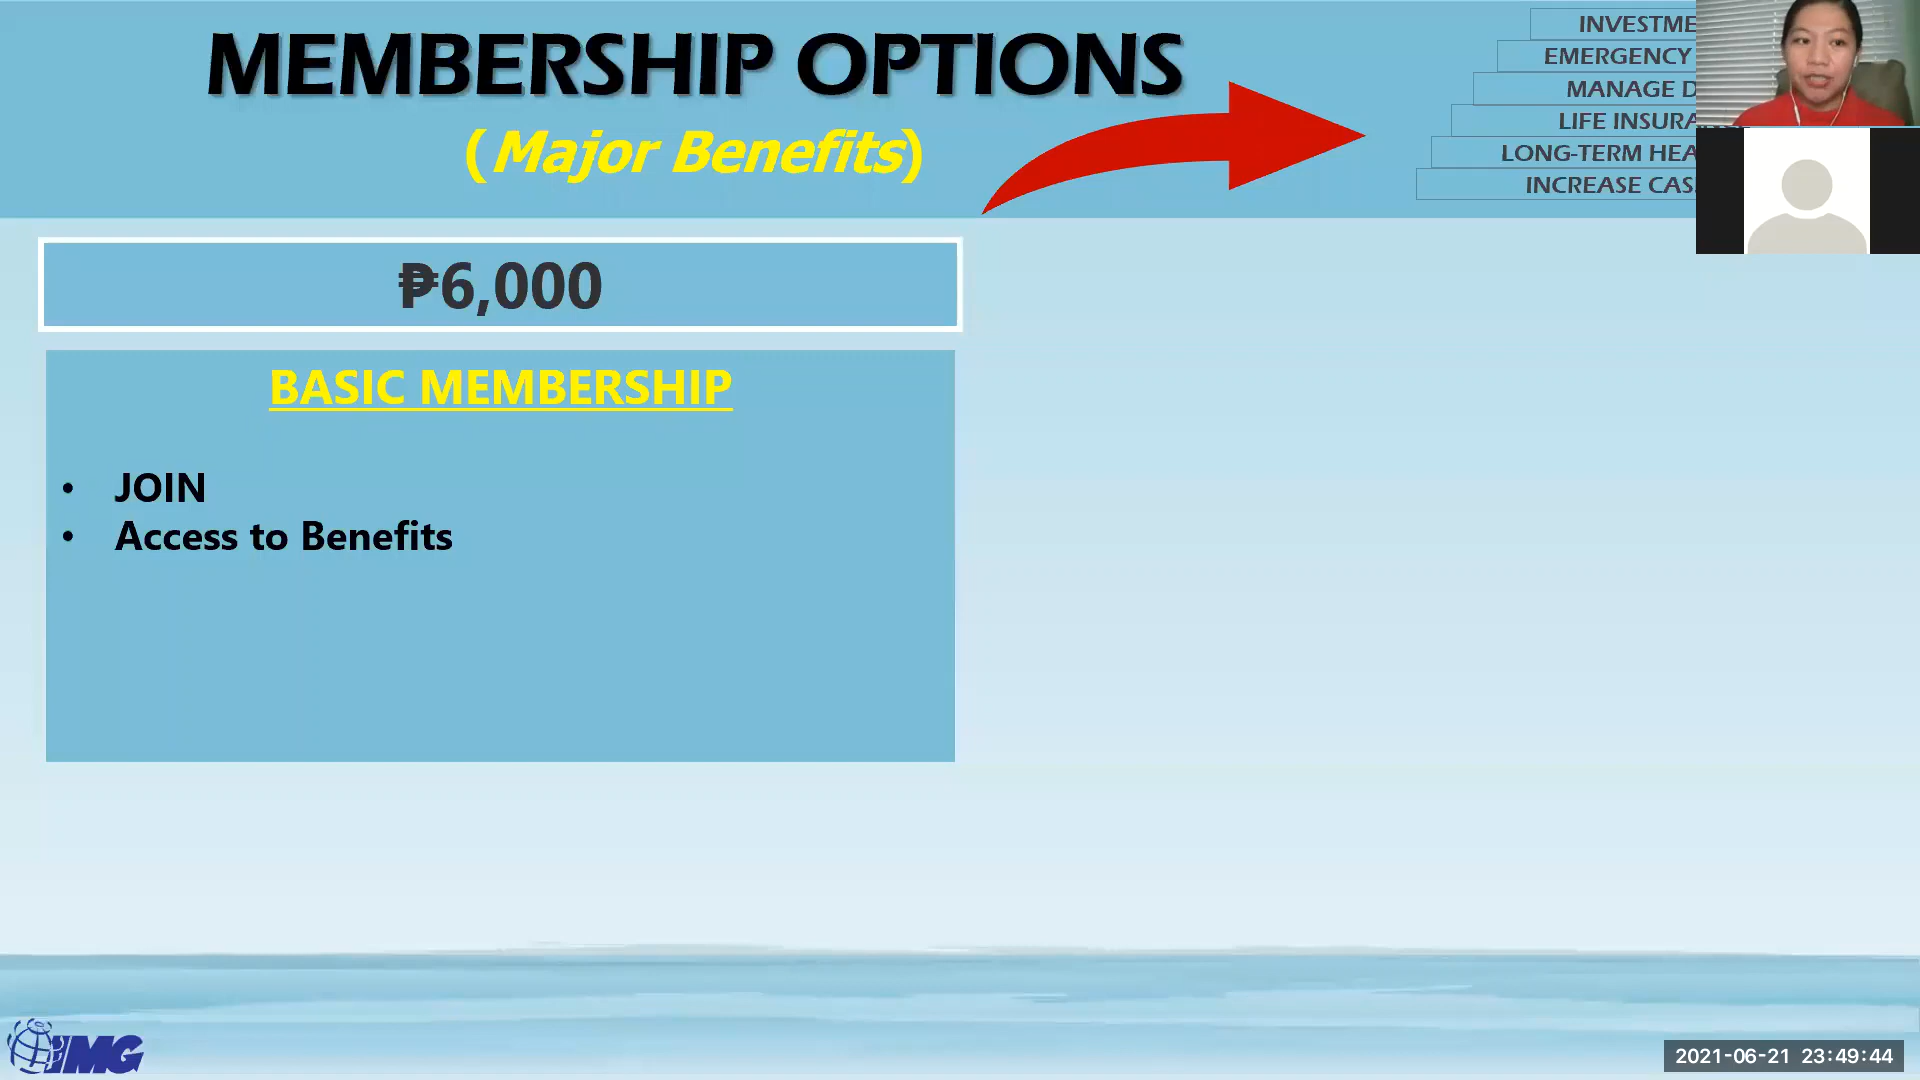 MEMBERSHIP OPTIONS
(Major Benefits)
INVESTME
EMERGENCY
MANAGE D
LIFE INSURA
LONG-TERM HEA
INCREASE CAS
₱6,000
BASIC MEMBERSHIP
• JOIN
• Access to Benefits
IMG
2021-06-21 23:49:44